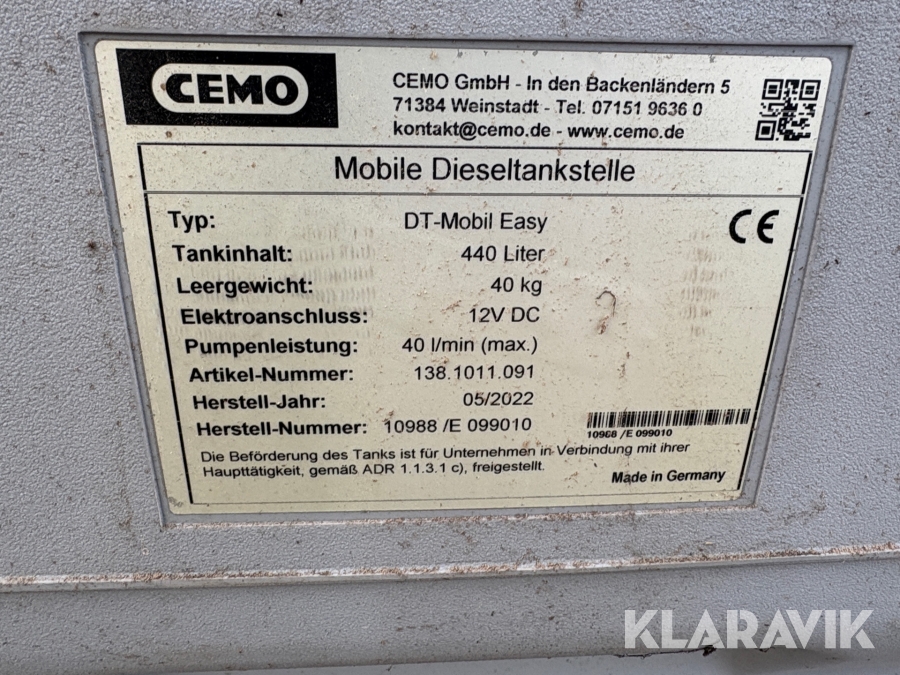 CEMO
CEMO GmbH - In den Backenländern 5
71384 Weinstadt - Tel. 07151 9636 0
kontakt@cemo.de - www.cemo.de
Mobile Dieseltankstelle
Typ: DT-Mobil Easy
CE
Tankinhalt: 440 Liter
Leergewicht: 40 kg
Elektroanschluss: 12V DC
Pumpenleistung: 40 l/min (max.)
Artikel-Nummer: 138.1011.091
Herstell-Jahr: 05/2022
Herstell-Nummer: 10988 /E 099010
10988 /E 099010
Die Beförderung des Tanks ist für Unternehmen in Verbindung mit ihrer
Haupttätigkeit, gemäß ADR 1.1.3.1 c), freigestellt.
Made in Germany
KLARAVIK